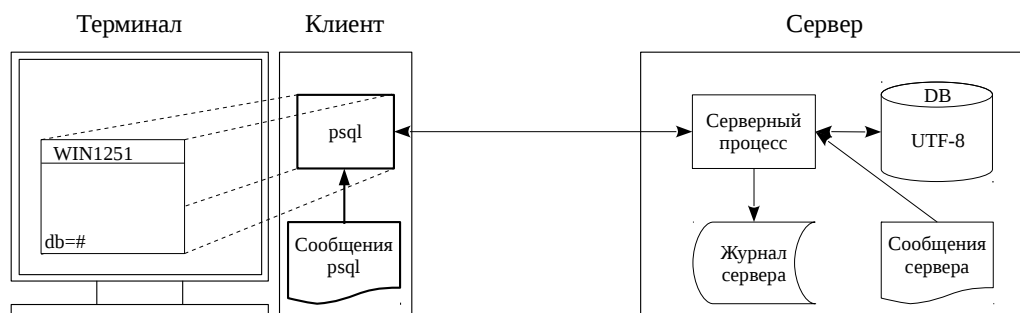 Терминал
Клиент
Сервер
WIN1251
db=#
psql
Сообщения
psql
Серверный
процесс
DB
UTF-8
Журнал
сервера
Сообщения
сервера